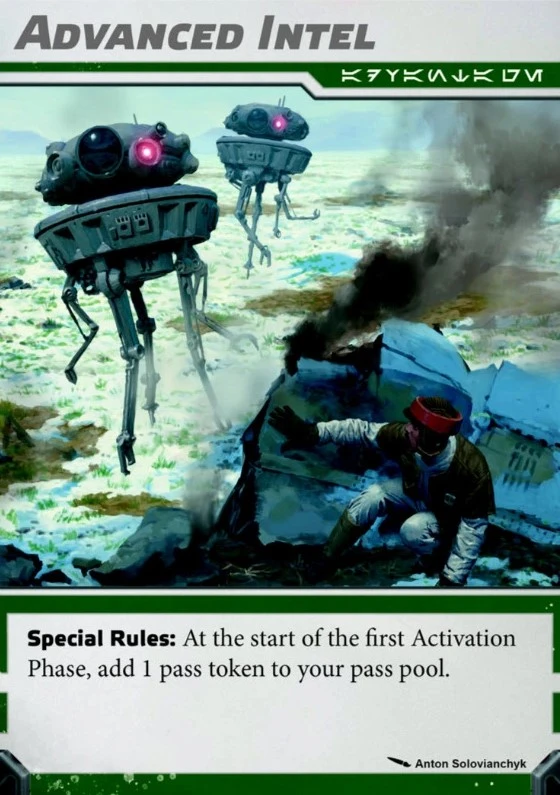 ADVANCED INTEL
Special Rules: At the start of the first Activation
Phase, add 1 pass token to your pass pool.
Anton Solovianchyk